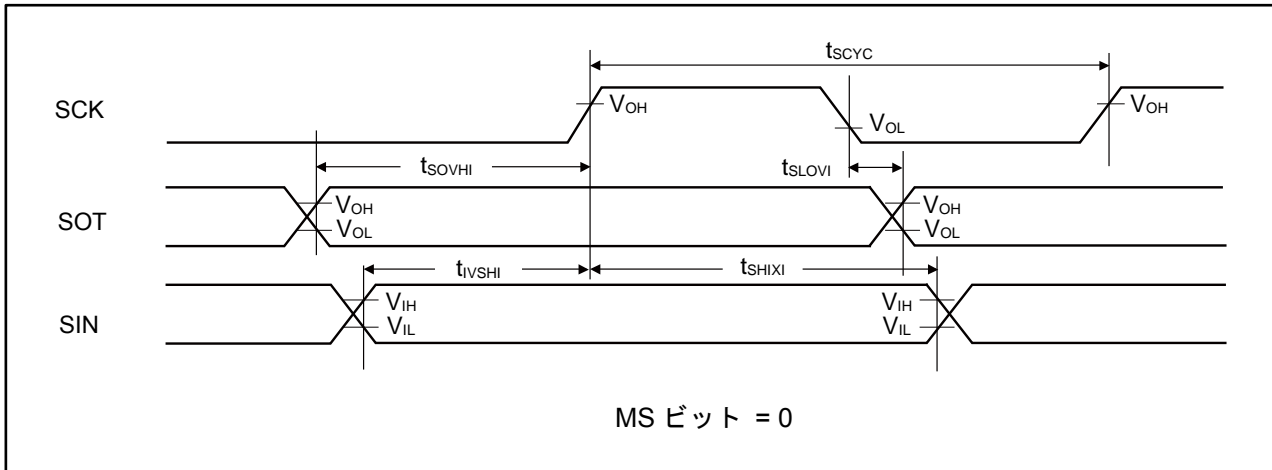 tSCYC
SCK
VOH
VOL
VOH
tSOVHI
tSLOVI
SOT
VOH
VOL
VOH
VOL
tIVSHI
tSHIXI
SIN
VIH
VIL
VIH
VIL
MS ビット = 0